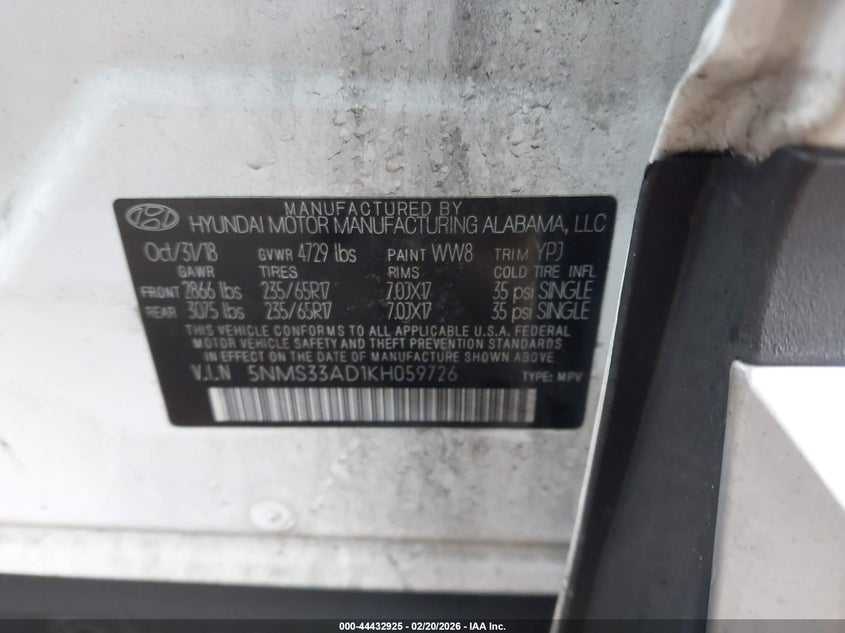 MANUFACTURED BY
HYUNDAI MOTOR MANUFACTURING ALABAMA, LLC
Oct/31/18 GVWR 4729 lbs PAINT WW8 TRIM YPJ
GAWR TIRES RIMS COLD TIRE INFL
FRONT 2866 lbs 235/65R17 7.0JX17 35 psi SINGLE
REAR 3075 lbs 235/65R17 7.0JX17 35 psi SINGLE
THIS VEHICLE CONFORMS TO ALL APPLICABLE U.S.A. FEDERAL
MOTOR VEHICLE SAFETY AND THEFT PREVENTION STANDARDS
IN EFFECT ON THE DATE OF MANUFACTURE SHOWN ABOVE
V.I.N 5NMS33AD1KH059726 TYPE: MPV
000-44432925 - 02/20/2026 - IAA Inc.